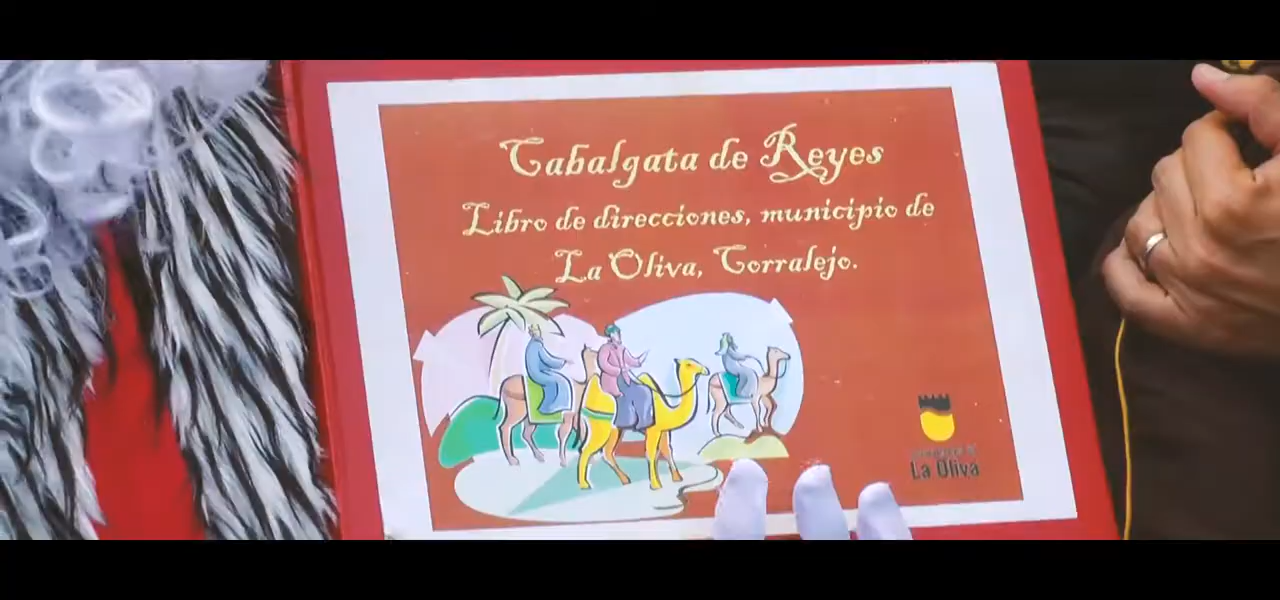 Cabalgata de Reyes
Libro de direcciones, municipio de
La Oliva, Corralejo.
La Oliva